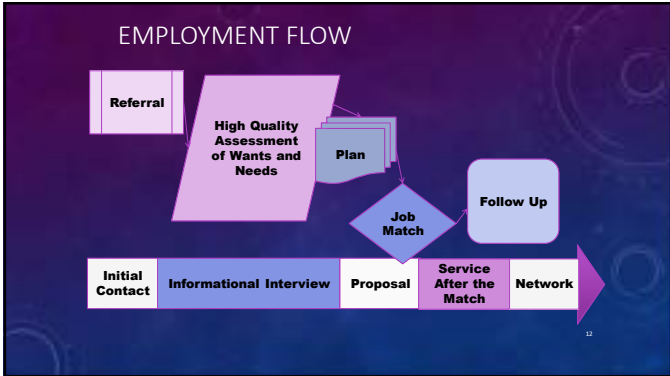 EMPLOYMENT FLOW
Referral
High Quality
Assessment
of Wants and
Needs
Plan
Job
Match
Follow Up
Initial
Contact
Informational Interview
Proposal
Service
After the
Match
Network
12